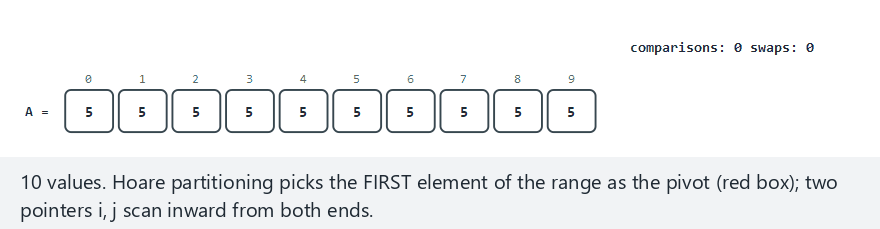 comparisons: 0 swaps: 0
0 1 2 3 4 5 6 7 8 9
A = 5 5 5 5 5 5 5 5 5 5
10 values. Hoare partitioning picks the FIRST element of the range as the pivot (red box); two
pointers i, j scan inward from both ends.